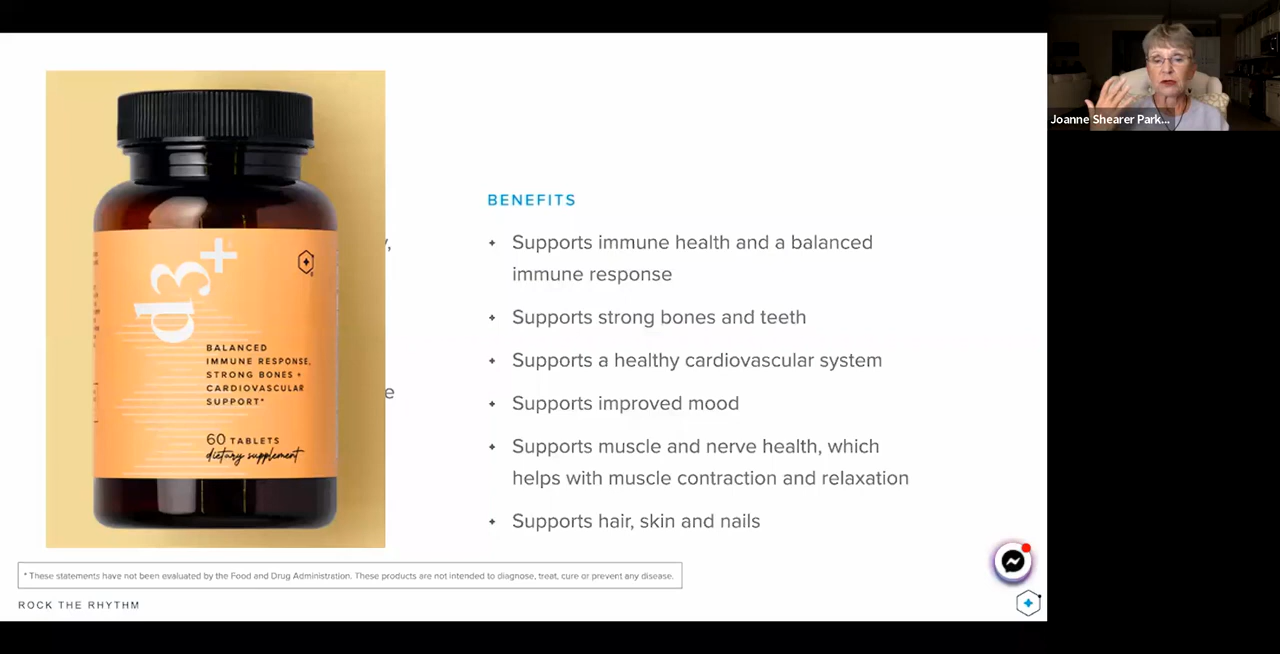 Joanne Shearer Park...
BENEFITS
Supports immune health and a balanced
immune response
Supports strong bones and teeth
Supports a healthy cardiovascular system
Supports improved mood
Supports muscle and nerve health, which
helps with muscle contraction and relaxation
Supports hair, skin and nails
d3+
BALANCED
IMMUNE RESPONSE,
STRONG BONES +
CARDIOVASCULAR
SUPPORT*
60 TABLETS
dietary supplement
* These statements have not been evaluated by the Food and Drug Administration. These products are not intended to diagnose, treat, cure or prevent any disease.
ROCK THE RHYTHM